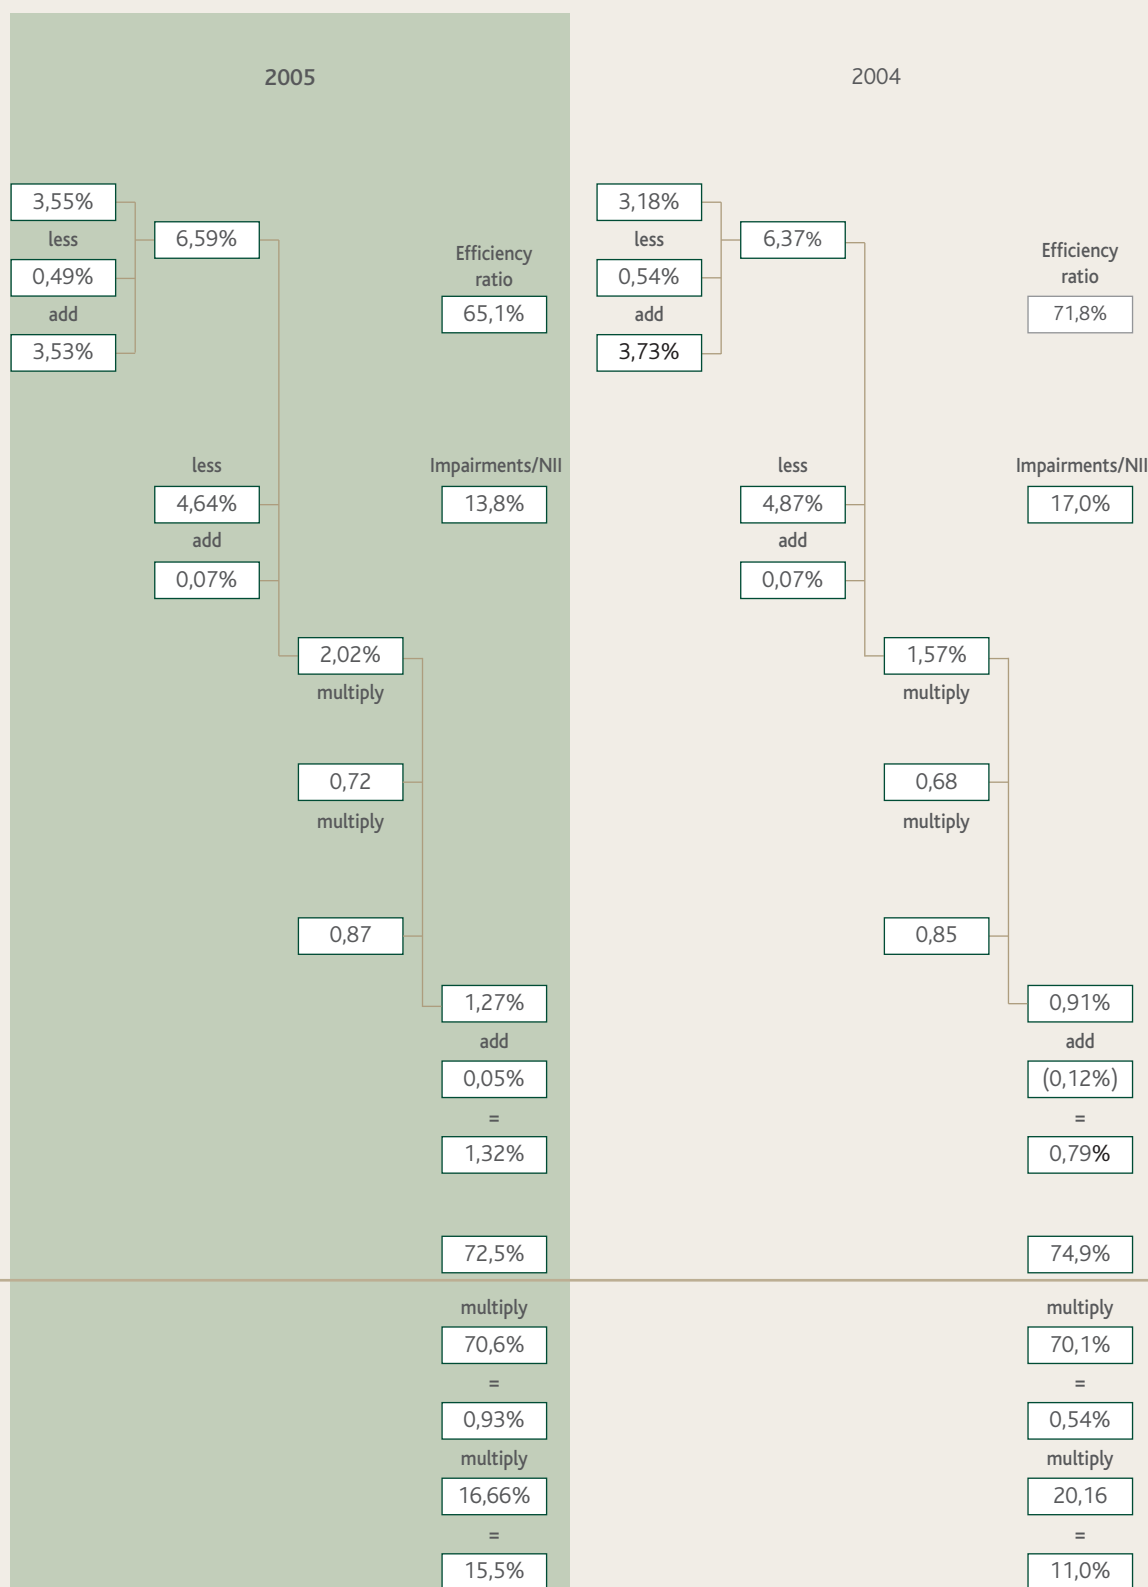 2005
3,55%
less
6,59%
0,49%
add
3,53%
Efficiency
ratio
65,1%
less
4,64%
add
0,07%
Impairments/NII
13,8%
2,02%
multiply
0,72
multiply
0,87
1,27%
add
0,05%
=
1,32%
72,5%
multiply
70,6%
=
0,93%
multiply
16,66%
=
15,5%
2004
3,18%
less
6,37%
0,54%
add
3,73%
Efficiency
ratio
71,8%
less
4,87%
add
0,07%
Impairments/NII
17,0%
1,57%
multiply
0,68
multiply
0,85
0,91%
add
(0,12%)
=
0,79%
74,9%
multiply
70,1%
=
0,54%
multiply
20,16
=
11,0%